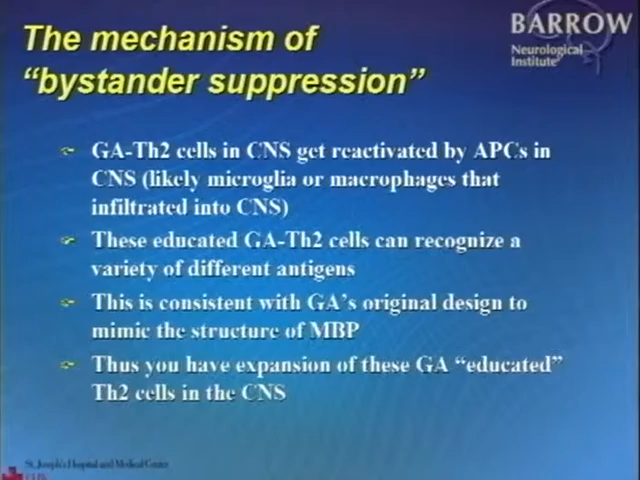 The mechanism of
“bystander suppression”
BARROW
Neurological
Institute
GA-Th2 cells in CNS get reactivated by APCs in
CNS (likely microglia or macrophages that
infiltrated into CNS)
These educated GA-Th2 cells can recognize a
variety of different antigens
This is consistent with GA’s original design to
mimic the structure of MBP
Thus you have expansion of these GA “educated”
Th2 cells in the CNS
St. Joseph's Hospital and Medical Center